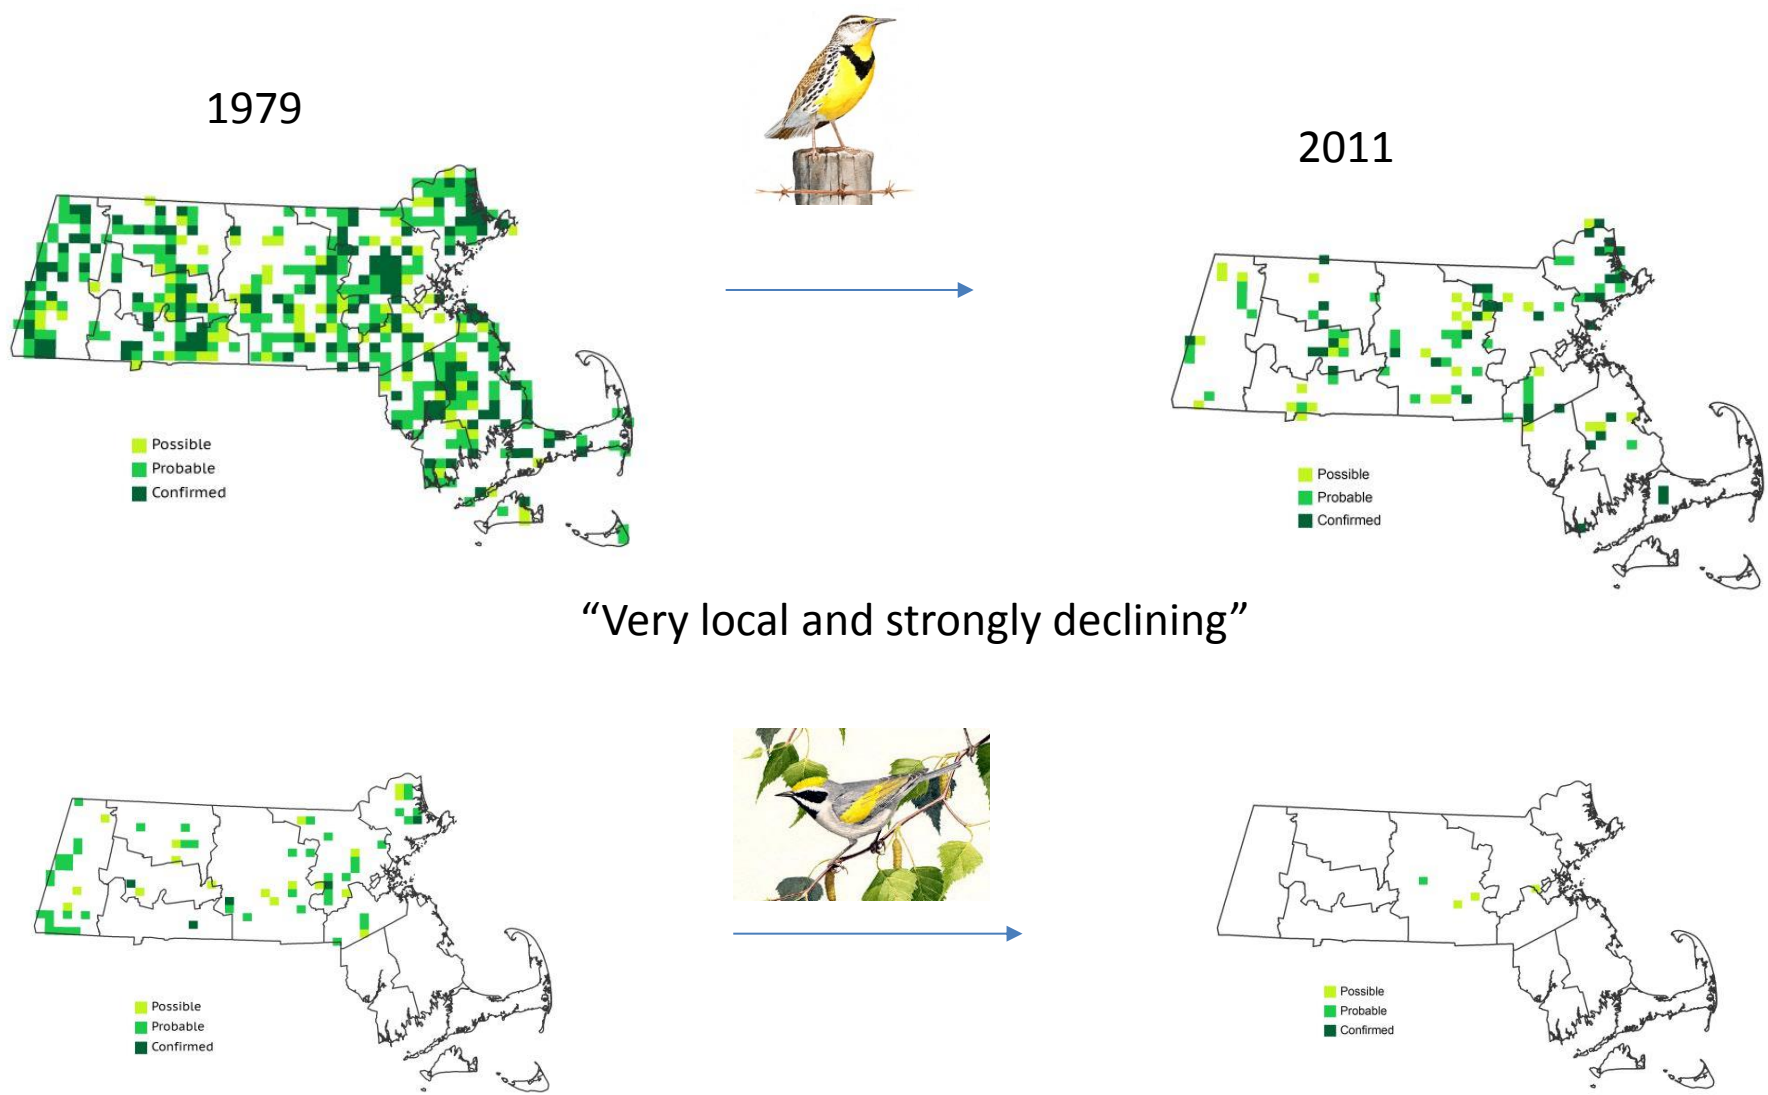 1979
2011
Possible
Probable
Confirmed
Possible
Probable
Confirmed
“Very local and strongly declining”
Possible
Probable
Confirmed
Possible
Probable
Confirmed